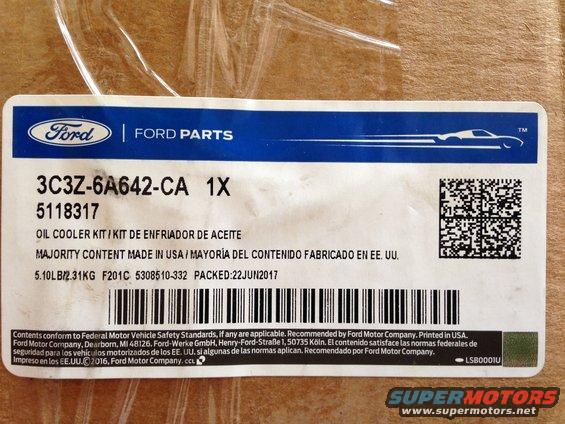 Ford | FORD PARTS ™
3C3Z-6A642-CA 1X
5118317
OIL COOLER KIT / KIT DE ENFRIADOR DE ACEITE
MAJORITY CONTENT MADE IN USA / MAYORÍA DEL CONTENIDO FABRICADO EN EE. UU.
5.10LB/2.31KG F201C 5308510-332 PACKED:22JUN2017
Contents conform to Federal Motor Vehicle Safety Standards, if any are applicable. Recommended by Ford Motor Company. Printed in USA.
Ford Motor Company, Dearborn, MI 48126. Ford-Werke GmbH, Henry-Ford-Straße1, 50735 Köln. El contenido satisface las normas federales de
seguridad para los vehículos motorizados de los EE. UU. si algunas de las normas aplican. Recomendado por Ford Motor Company.
Impreso en los EE.UU.©2016, Ford Motor Company. CCL
LSB0001U
SUPERMOTORS
www.supermotors.net